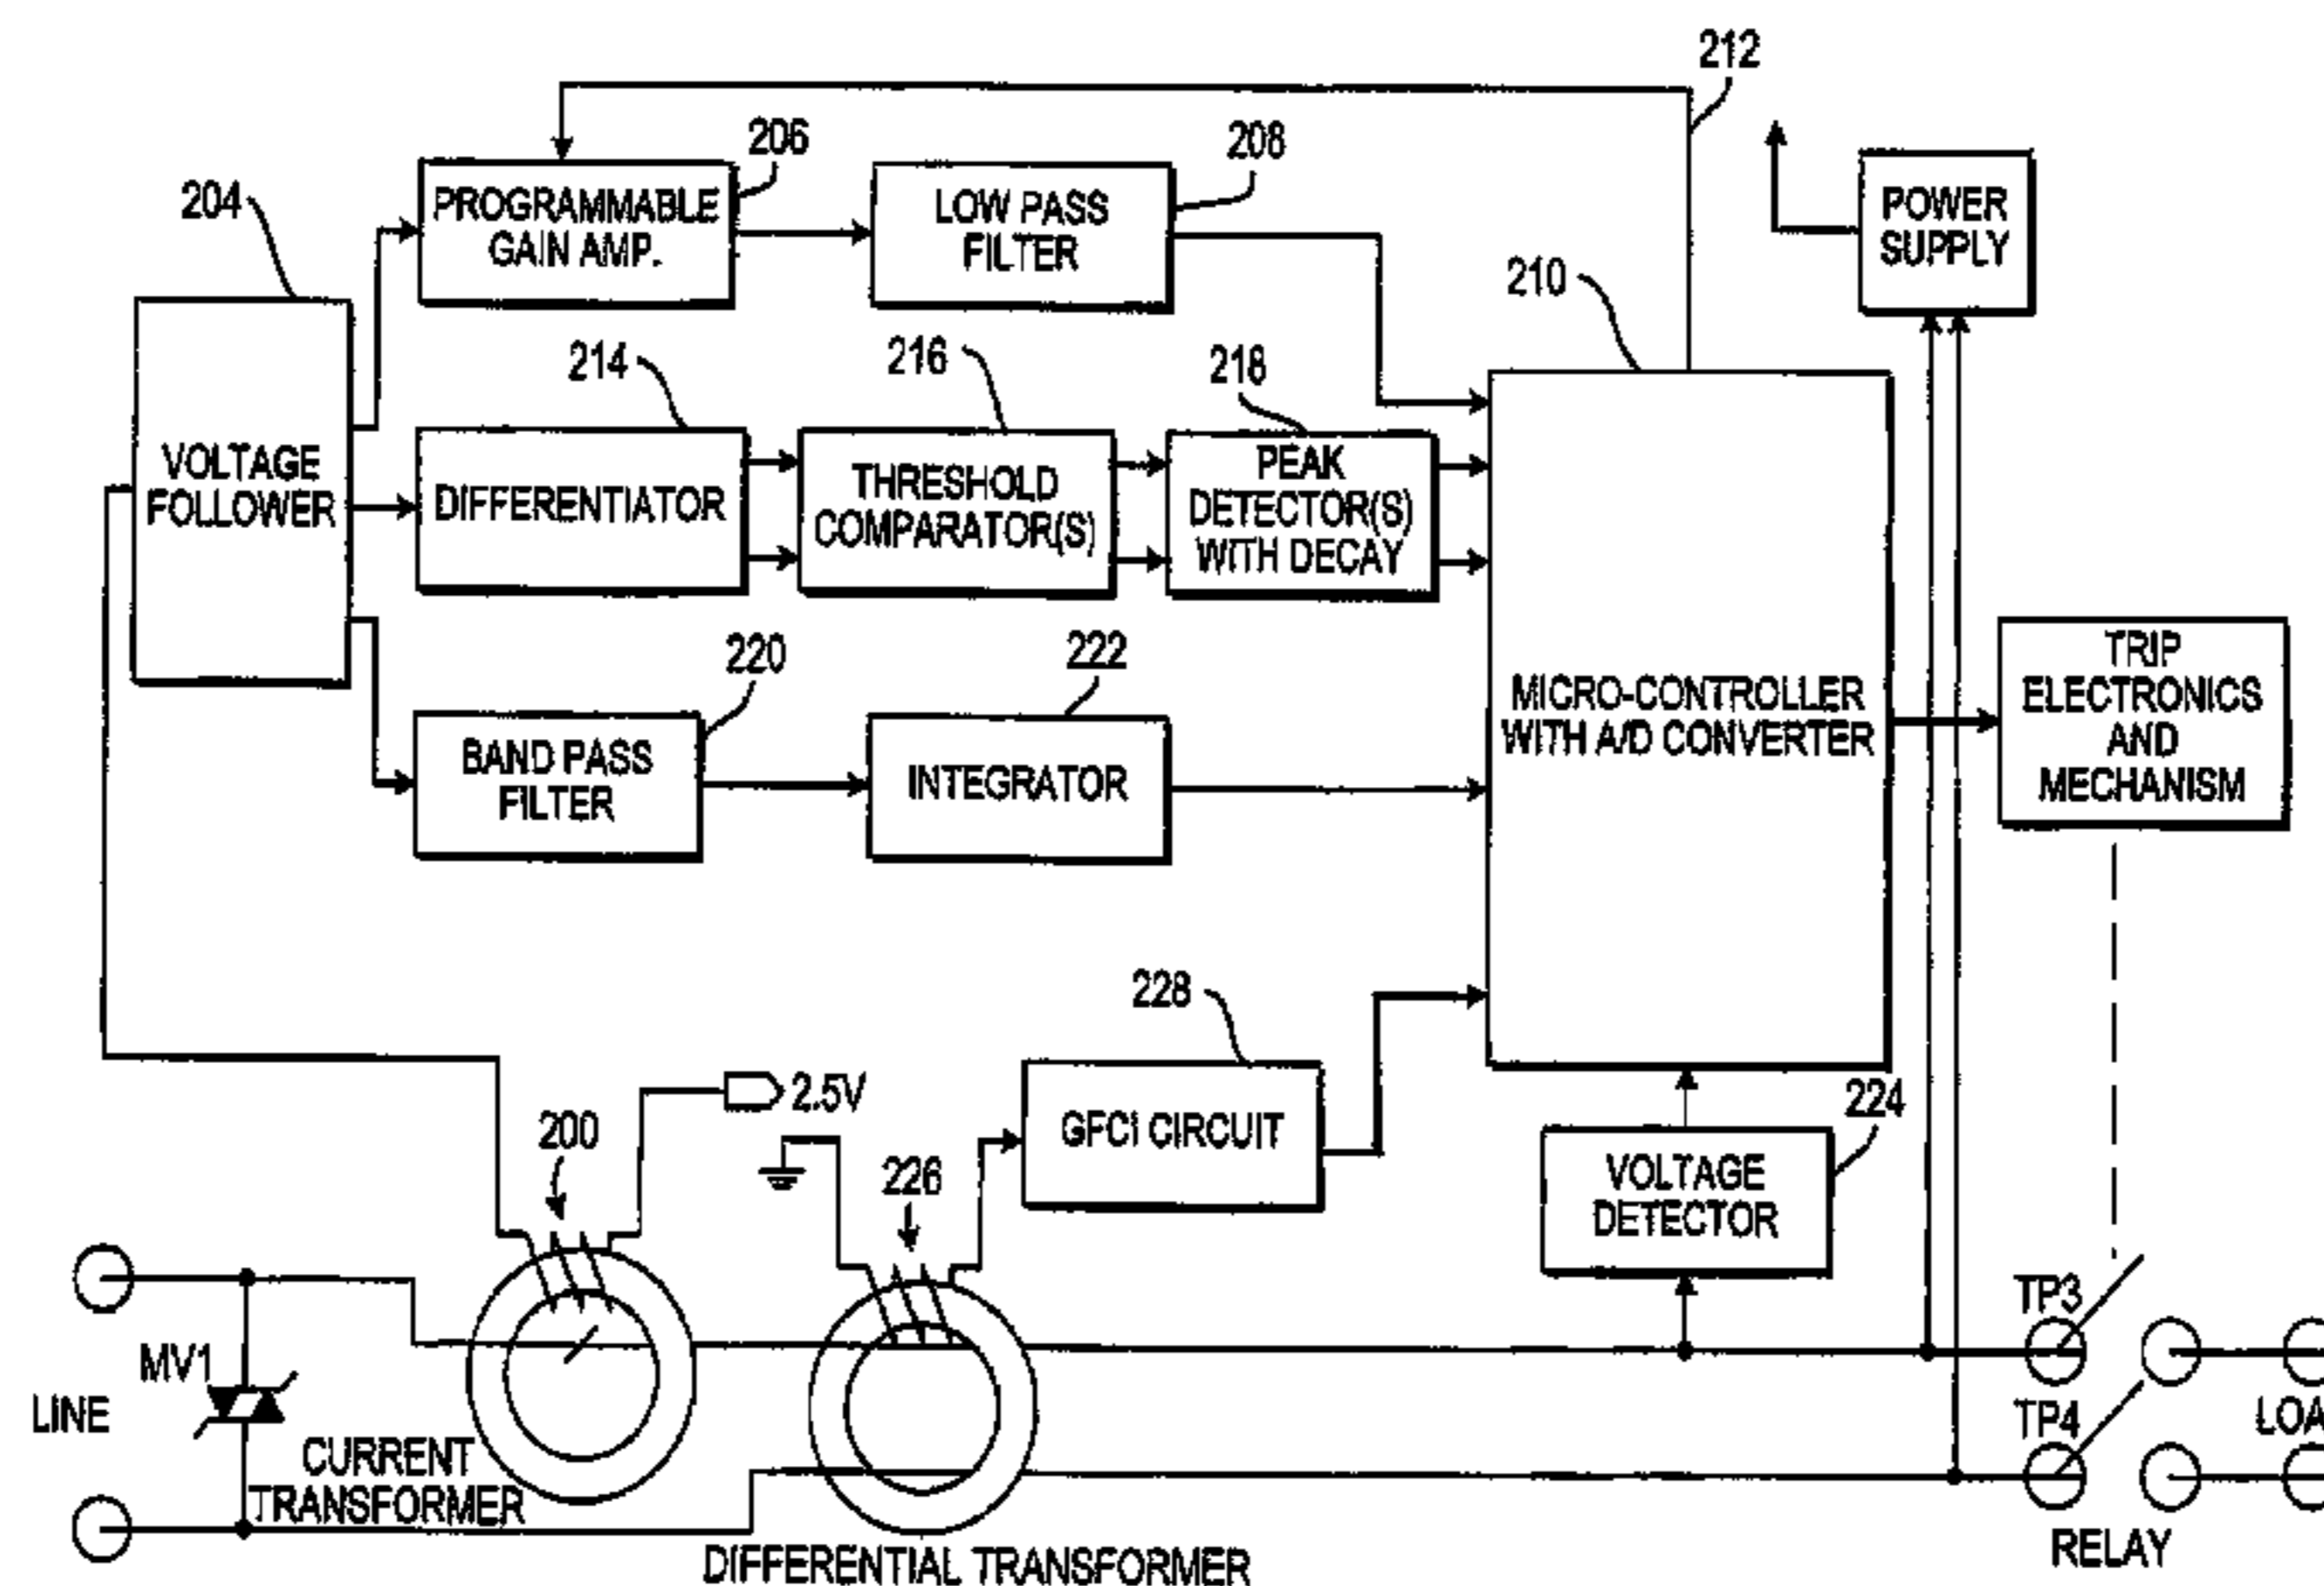 212
206
208
204
PROGRAMMABLE
GAIN AMP.
LOW PASS
FILTER
POWER
SUPPLY
210
214
216
218
VOLTAGE
FOLLOWER
DIFFERENTIATOR
THRESHOLD
COMPARATOR(S)
PEAK
DETECTOR(S)
WITH DECAY
220
222
MICRO-CONTROLLER
WITH A/D CONVERTER
TRIP
ELECTRONICS
AND
MECHANISM
BAND PASS
FILTER
INTEGRATOR
228
2.5V
GFCI CIRCUIT
224
200
226
VOLTAGE
DETECTOR
TP3
MV1
LINE
TP4
LOA
CURRENT
TRANSFORMER
RELAY
DIFFERENTIAL TRANSFORMER